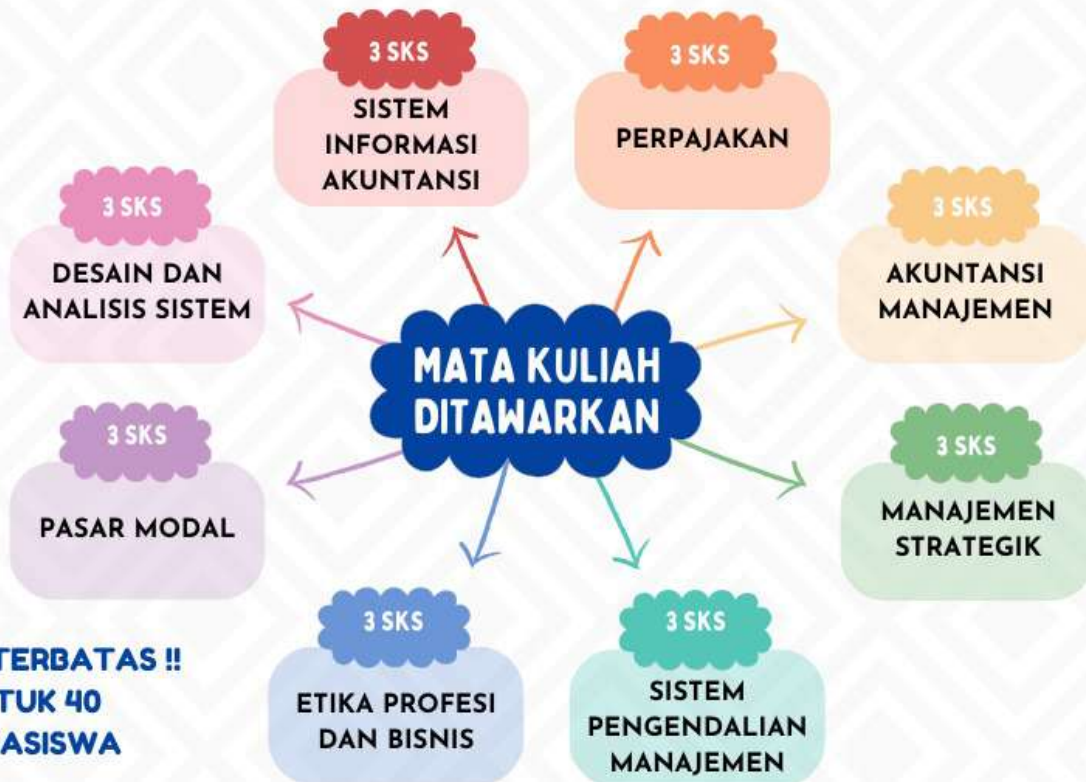 3 SKS
SISTEM
INFORMASI
AKUNTANSI
3 SKS
PERPAJAKAN
3 SKS
DESAIN DAN
ANALISIS SISTEM
3 SKS
AKUNTANSI
MANAJEMEN
MATA KULIAH
DITAWARKAN
3 SKS
PASAR MODAL
3 SKS
MANAJEMEN
STRATEGIK
3 SKS
ETIKA PROFESI
DAN BISNIS
3 SKS
SISTEM
PENGENDALIAN
MANAJEMEN
TERBATAS !!
40